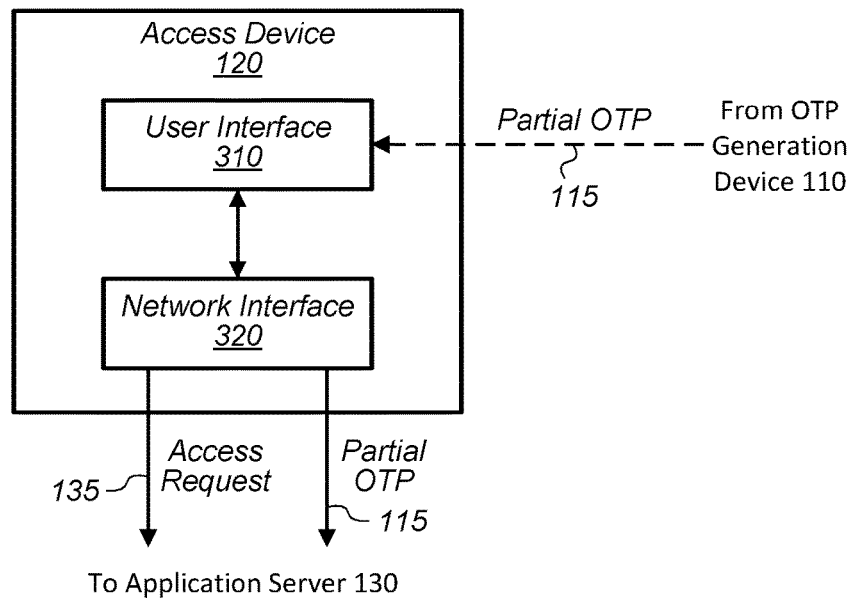 Access Device
120
User Interface
310
Partial OTP
115
From OTP
Generation
Device 110
Network Interface
320
Access
Request
135
Partial
OTP
115
To Application Server 130